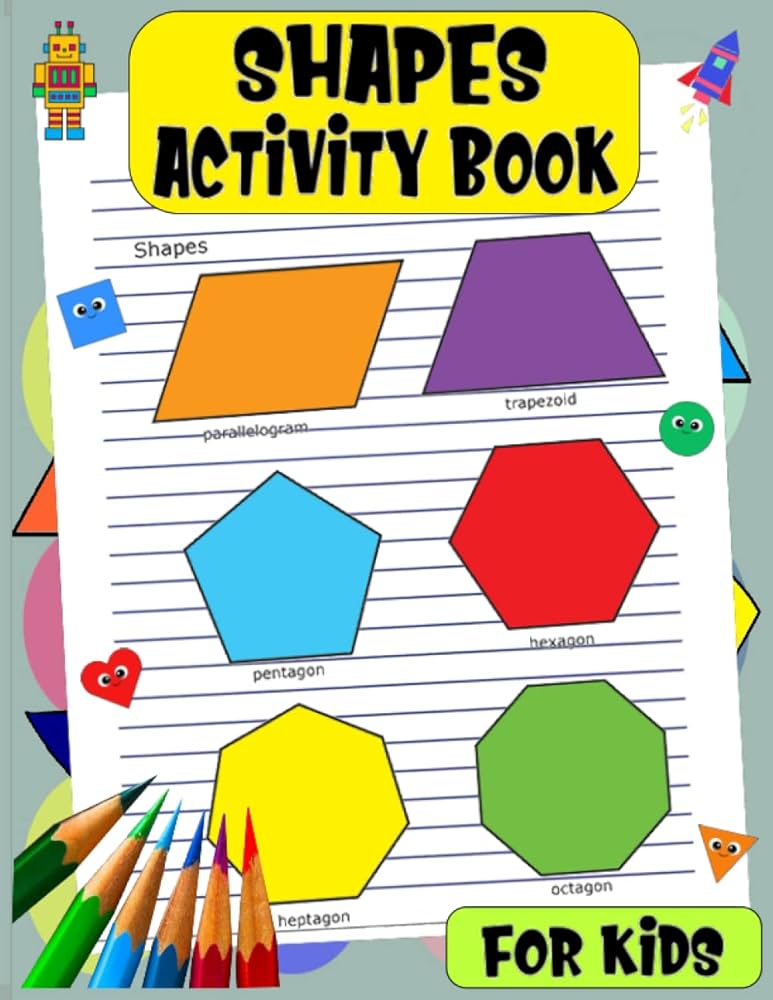 SHAPES
ACTIVITY BOOK
Shapes
parallelogram
trapezoid
pentagon
hexagon
heptagon
octagon
FOR KIDS